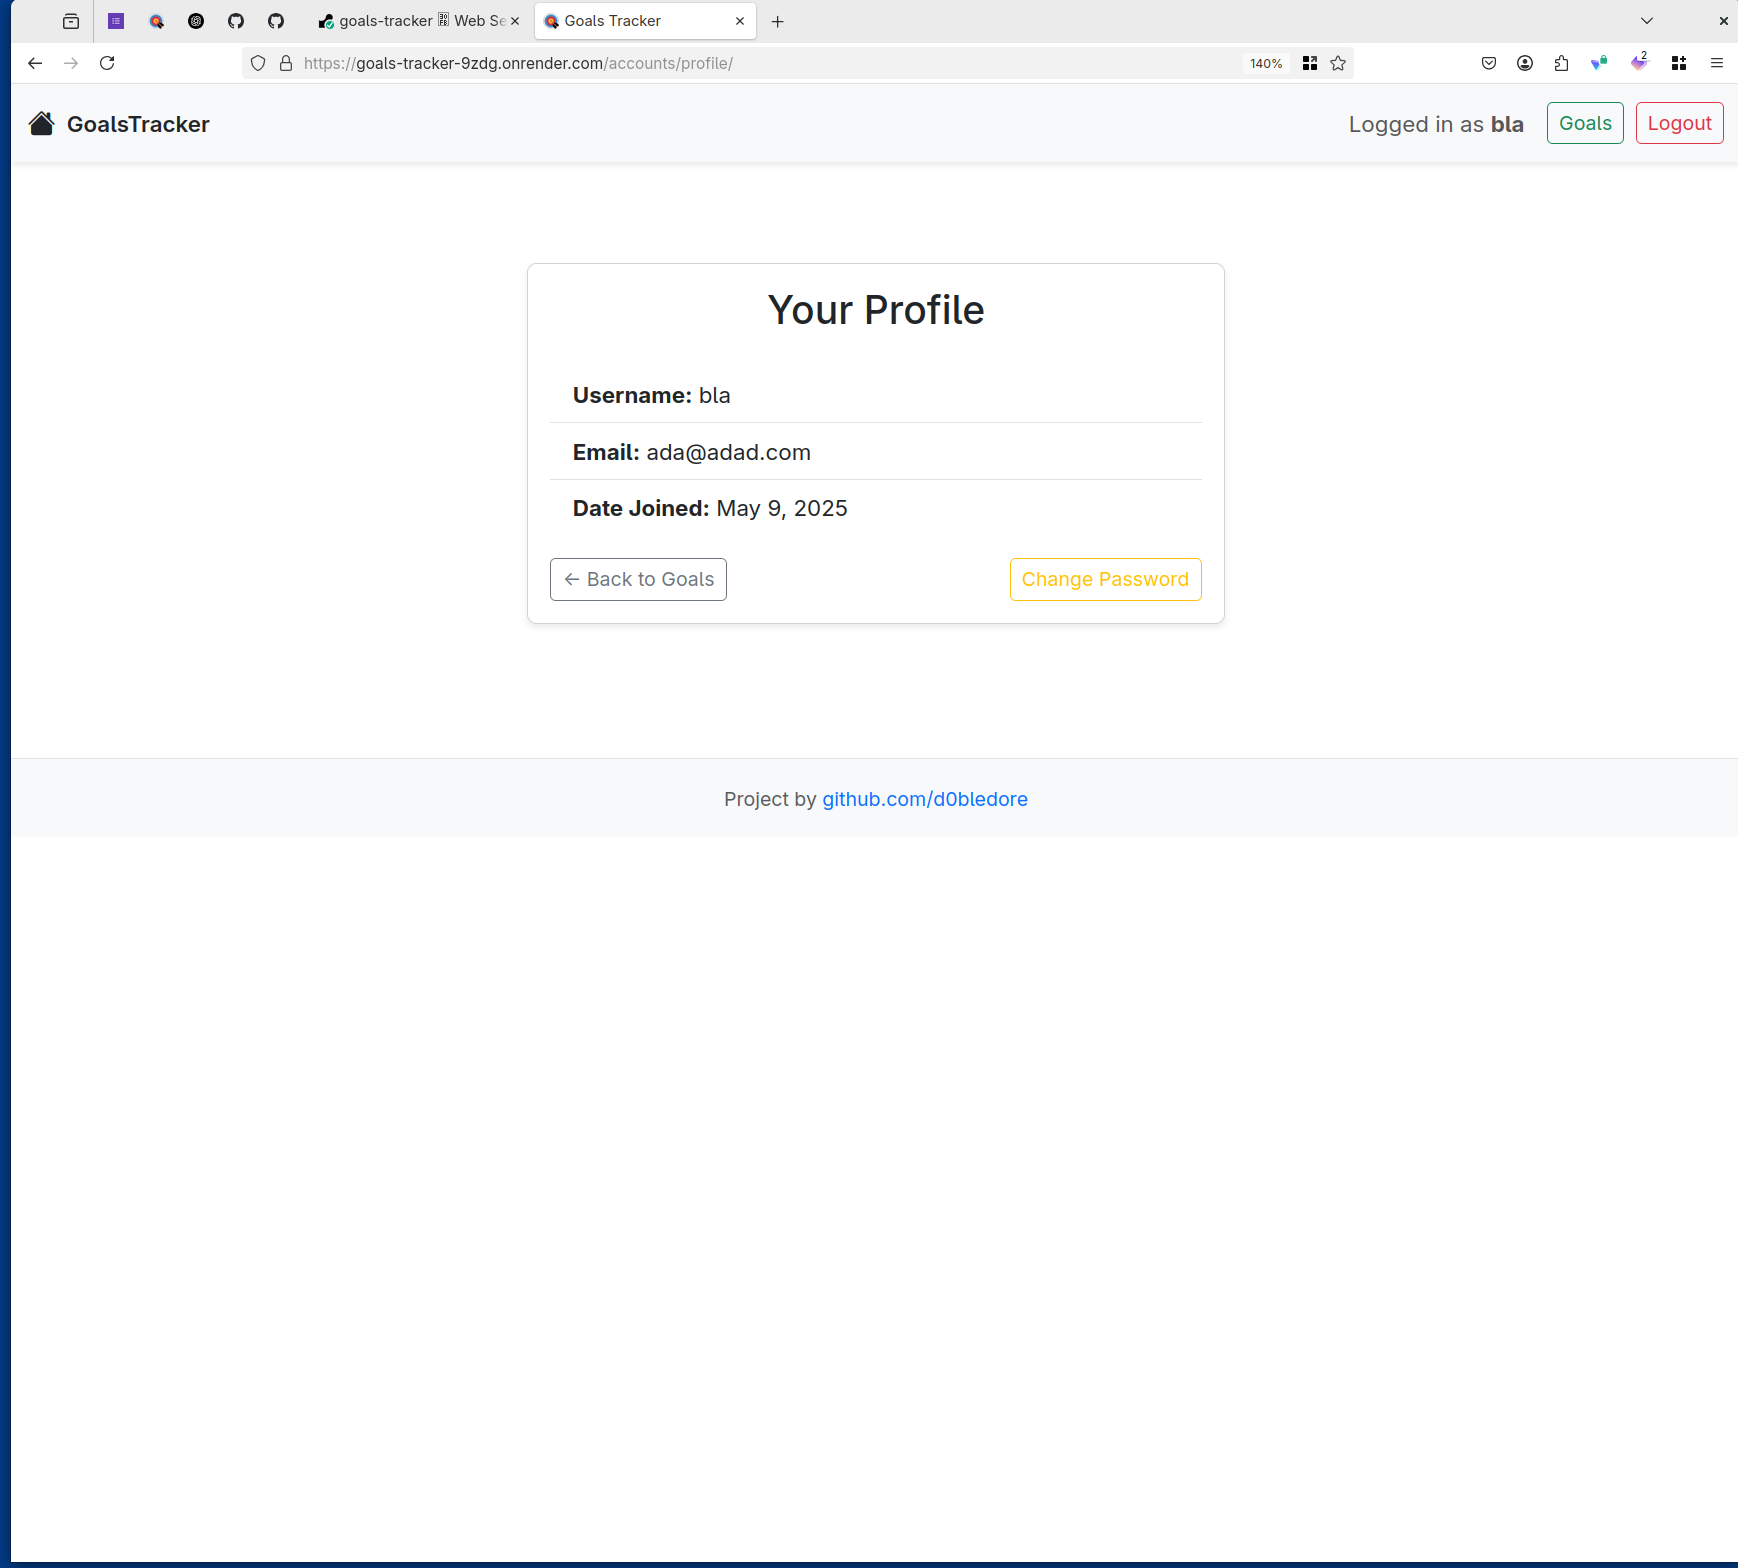 goals-tracker Web Se
Goals Tracker
https://goals-tracker-9zdg.onrender.com/accounts/profile/
140%
2
GoalsTracker
Logged in as bla
Goals
Logout
Your Profile
Username: bla
Email: ada@adad.com
Date Joined: May 9, 2025
← Back to Goals
Change Password
Project by github.com/d0bledore